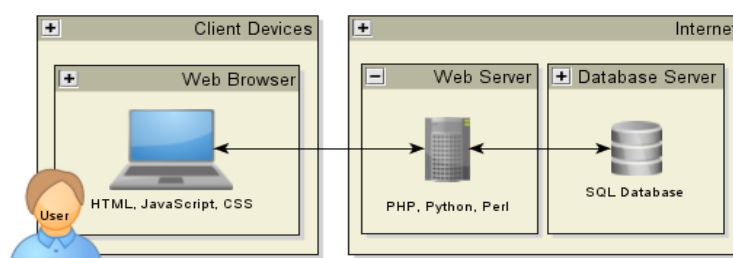 Client Devices
Internet
Web Browser
Web Server
Database Server
HTML, JavaScript, CSS
PHP, Python, Perl
SQL Database
User